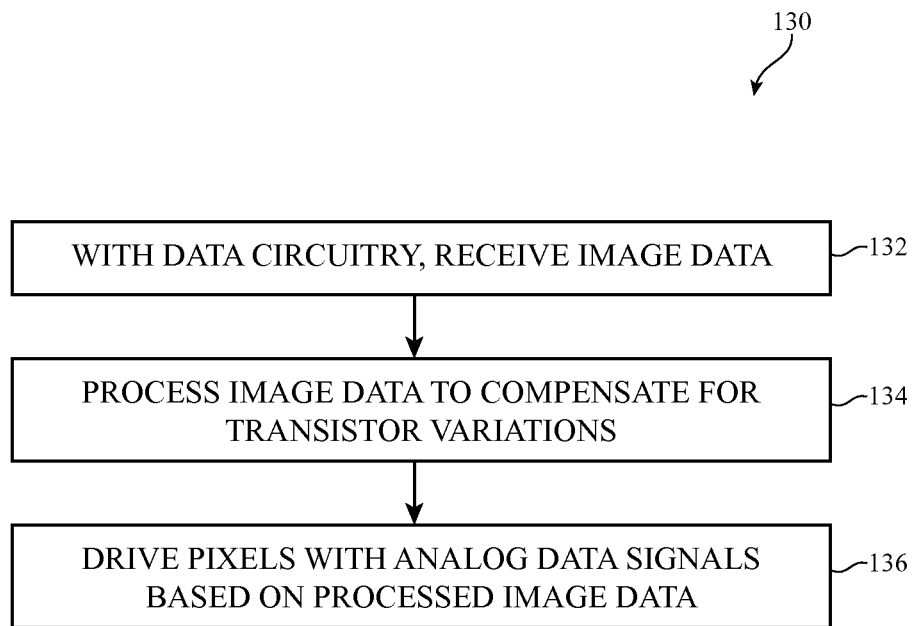 130
WITH DATA CIRCUITRY, RECEIVE IMAGE DATA
132
PROCESS IMAGE DATA TO COMPENSATE FOR
TRANSISTOR VARIATIONS
134
DRIVE PIXELS WITH ANALOG DATA SIGNALS
BASED ON PROCESSED IMAGE DATA
136